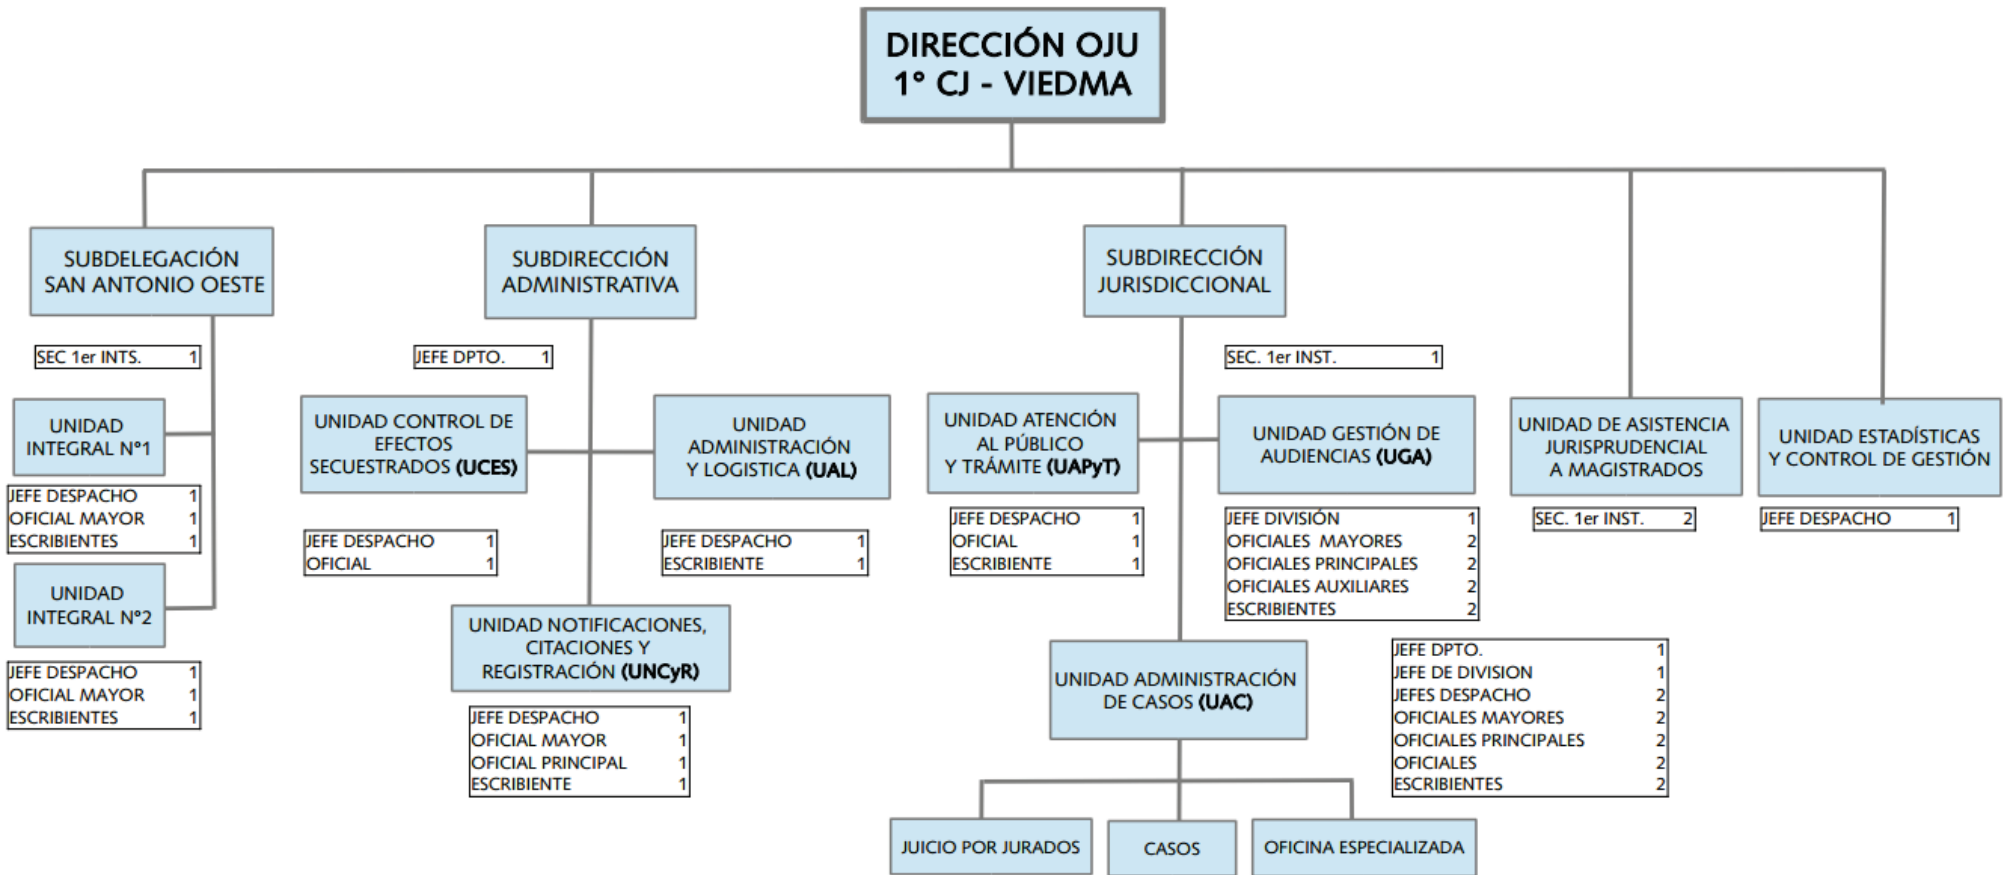 DIRECCIÓN OJU
1° CJ - VIEDMA
SUBDELEGACIÓN
SAN ANTONIO OESTE
SEC 1er INTS. 1
UNIDAD
INTEGRAL N°1
JEFE DESPACHO 1
OFICIAL MAYOR 1
ESCRIBIENTES 1
UNIDAD
INTEGRAL N°2
JEFE DESPACHO 1
OFICIAL MAYOR 1
ESCRIBIENTES 1
SUBDIRECCIÓN
ADMINISTRATIVA
JEFE DPTO. 1
UNIDAD CONTROL DE
EFECTOS
SECUESTRADOS (UCES)
JEFE DESPACHO 1
OFICIAL 1
UNIDAD
ADMINISTRACIÓN
Y LOGISTICA (UAL)
JEFE DESPACHO 1
ESCRIBIENTE 1
UNIDAD NOTIFICACIONES,
CITACIONES Y
REGISTRACIÓN (UNCyR)
JEFE DESPACHO 1
OFICIAL MAYOR 1
OFICIAL PRINCIPAL 1
ESCRIBIENTE 1
SUBDIRECCIÓN
JURISDICCIONAL
SEC. 1er INST. 1
UNIDAD ATENCIÓN
AL PÚBLICO
Y TRÁMITE (UAPyT)
JEFE DESPACHO 1
OFICIAL 1
ESCRIBIENTE 1
UNIDAD GESTIÓN DE
AUDIENCIAS (UGA)
JEFE DIVISIÓN 1
OFICIALES MAYORES 2
OFICIALES PRINCIPALES 2
OFICIALES AUXILIARES 2
ESCRIBIENTES 2
UNIDAD ADMINISTRACIÓN
DE CASOS (UAC)
JEFE DPTO. 1
JEFE DE DIVISION 1
JEFES DESPACHO 2
OFICIALES MAYORES 2
OFICIALES PRINCIPALES 2
OFICIALES 2
ESCRIBIENTES 2
JUICIO POR JURADOS
CASOS
OFICINA ESPECIALIZADA
UNIDAD DE ASISTENCIA
JURISPRUDENCIAL
A MAGISTRADOS
SEC. 1er INST. 2
UNIDAD ESTADÍSTICAS
Y CONTROL DE GESTIÓN
JEFE DESPACHO 1